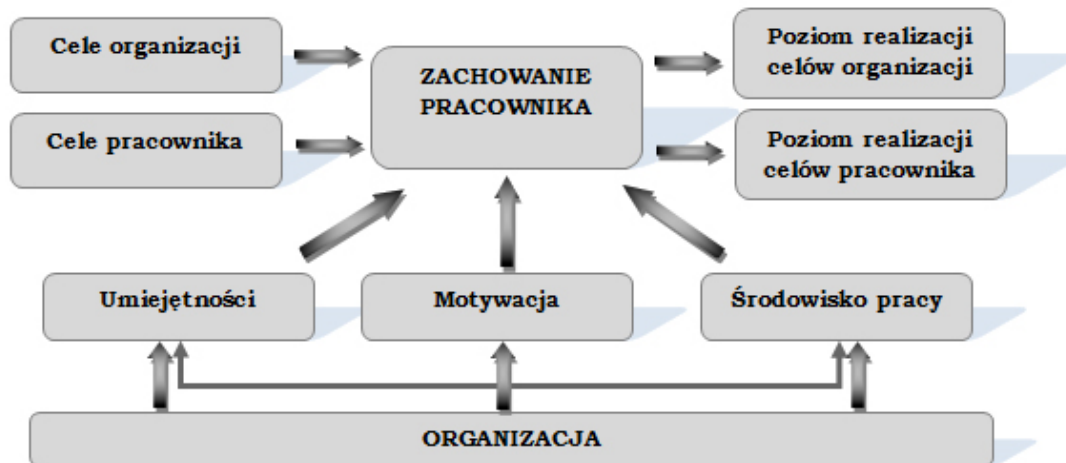 Cele organizacji
ZACHOWANIE
PRACOWNIKA
Poziom realizacji
celów organizacji
Cele pracownika
Poziom realizacji
celów pracownika
Umiejętności
Motywacja
Środowisko pracy
ORGANIZACJA